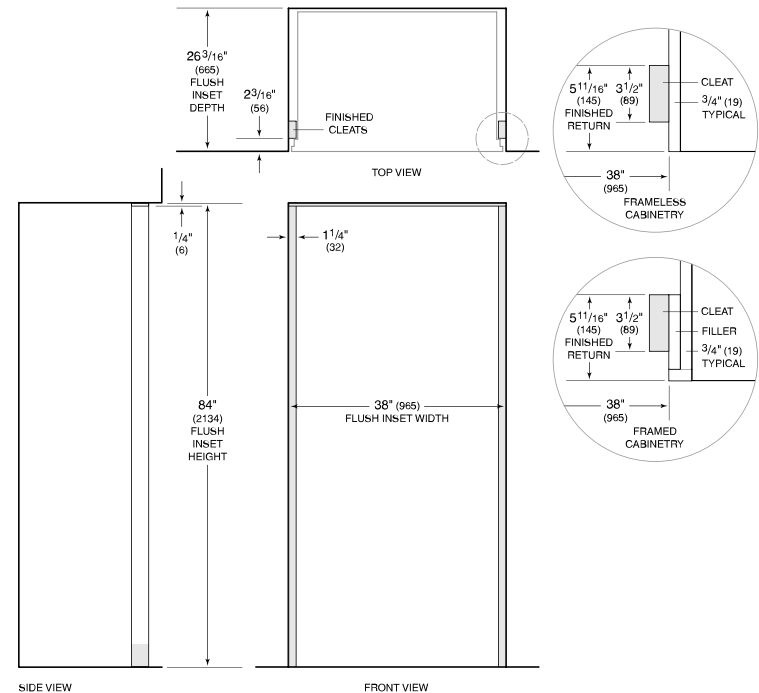 26 3/16"
(665)
FLUSH
INSET
DEPTH
2 3/16"
(56)
FINISHED
CLEATS
TOP VIEW
5 11/16"
(145)
FINISHED
RETURN
3 1/2"
(89)
CLEAT
3/4" (19)
TYPICAL
38"
(965)
FRAMELESS
CABINETRY
1/4"
(6)
1 1/4"
(32)
5 11/16"
(145)
FINISHED
RETURN
3 1/2"
(89)
CLEAT
FILLER
3/4" (19)
TYPICAL
38"
(965)
FRAMED
CABINETRY
84"
(2134)
FLUSH
INSET
HEIGHT
38" (965)
FLUSH INSET WIDTH
SIDE VIEW
FRONT VIEW